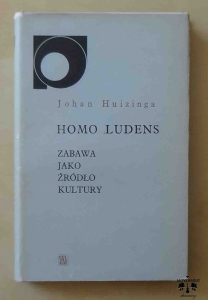 Johan Huizinga
HOMO LUDENS
ZABAWA
JAKO
ŹRÓDŁO
KULTURY